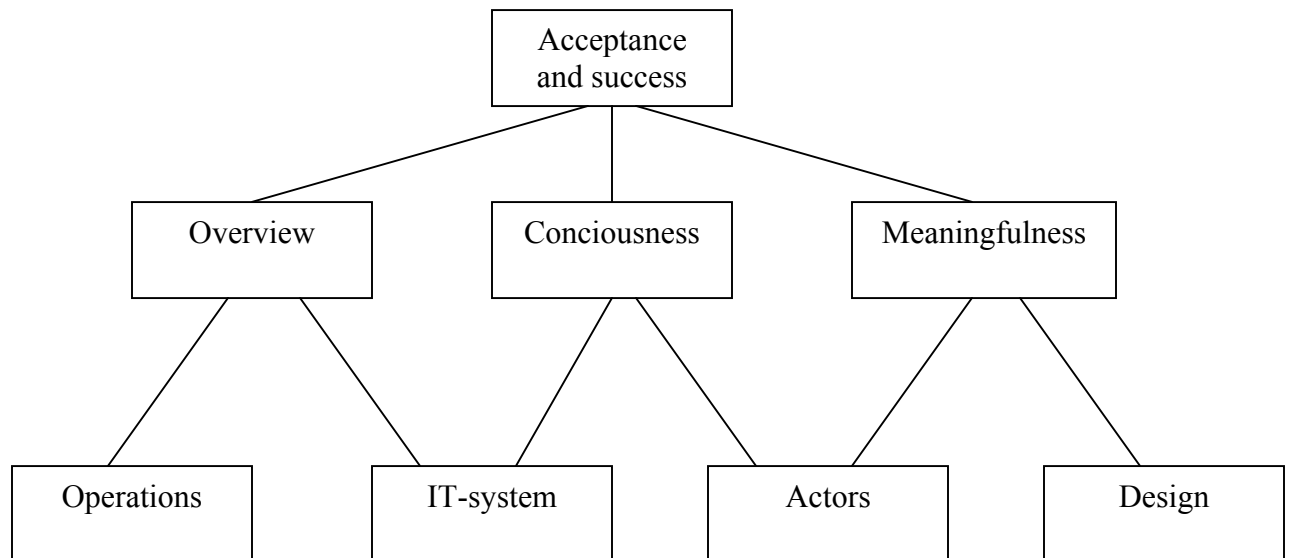 Acceptance
and success
Overview
Conciousness
Meaningfulness
Operations
IT-system
Actors
Design